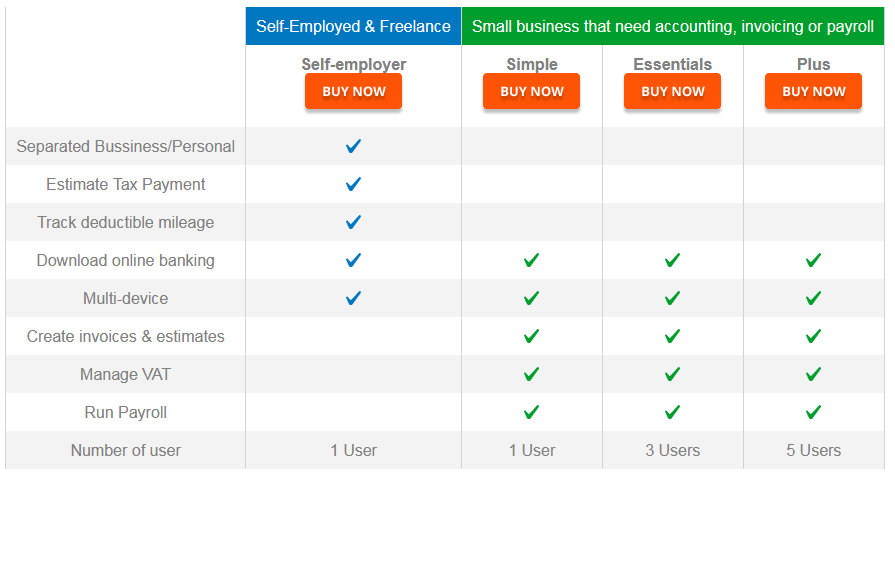 Self-Employed & Freelance Small business that need accounting, invoicing or payroll
Self-employer Simple Essentials Plus
BUY NOW BUY NOW BUY NOW BUY NOW
Separated Bussiness/Personal
Estimate Tax Payment
Track deductible mileage
Download online banking
Multi-device
Create invoices & estimates
Manage VAT
Run Payroll
Number of user 1 User 1 User 3 Users 5 Users